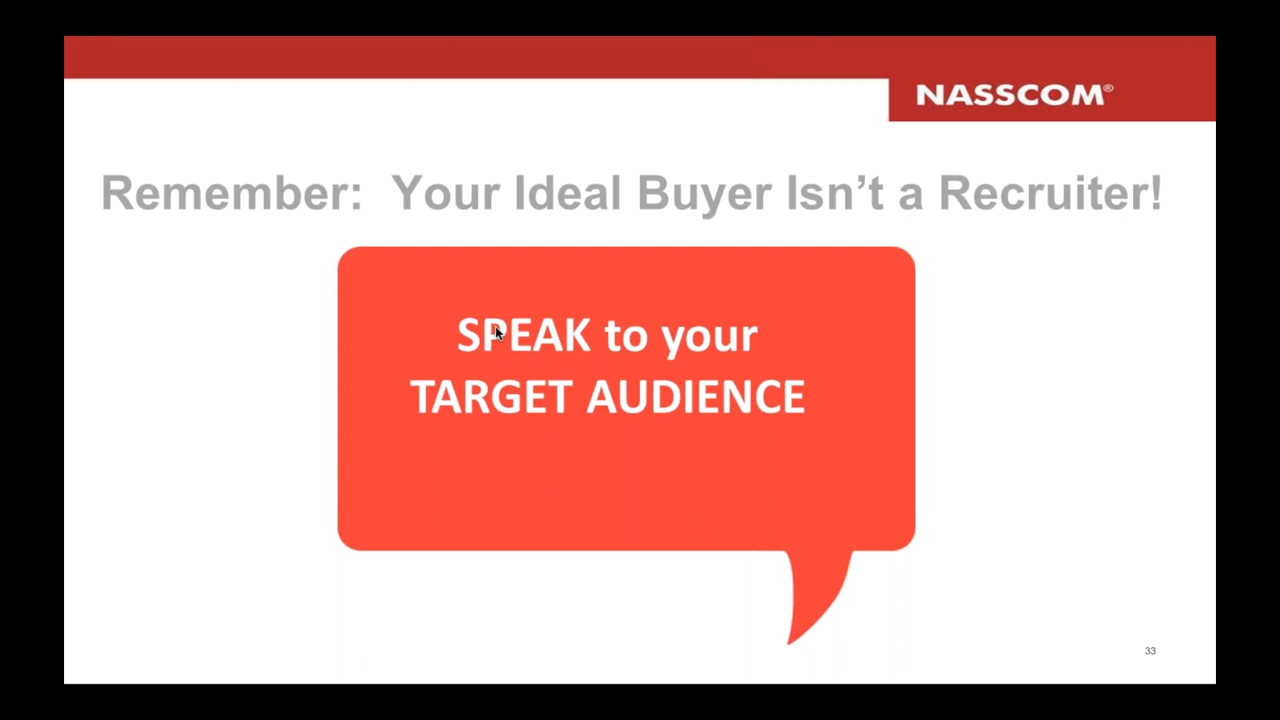 NASSCOM®
Remember:  Your Ideal Buyer Isn’t a Recruiter!
SPEAK to your
TARGET AUDIENCE
33